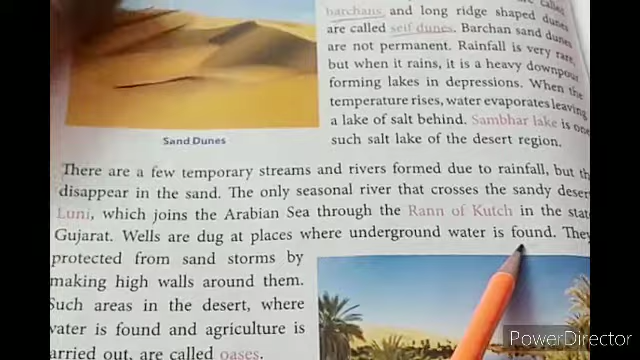 are called
barchans and long ridge shaped dunes
are called seif dunes. Barchan sand dunes
are not permanent. Rainfall is very rare,
but when it rains, it is a heavy downpour
forming lakes in depressions. When the
temperature rises, water evaporates leaving
a lake of salt behind. Sambhar lake is one
such salt lake of the desert region.
Sand Dunes
There are a few temporary streams and rivers formed due to rainfall, but th
disappear in the sand. The only seasonal river that crosses the sandy deser
Luni, which joins the Arabian Sea through the Rann of Kutch in the stat
Gujarat. Wells are dug at places where underground water is found. They
protected from sand storms by
making high walls around them.
Such areas in the desert, where
water is found and agriculture is
arried out, are called oases.
PowerDirector